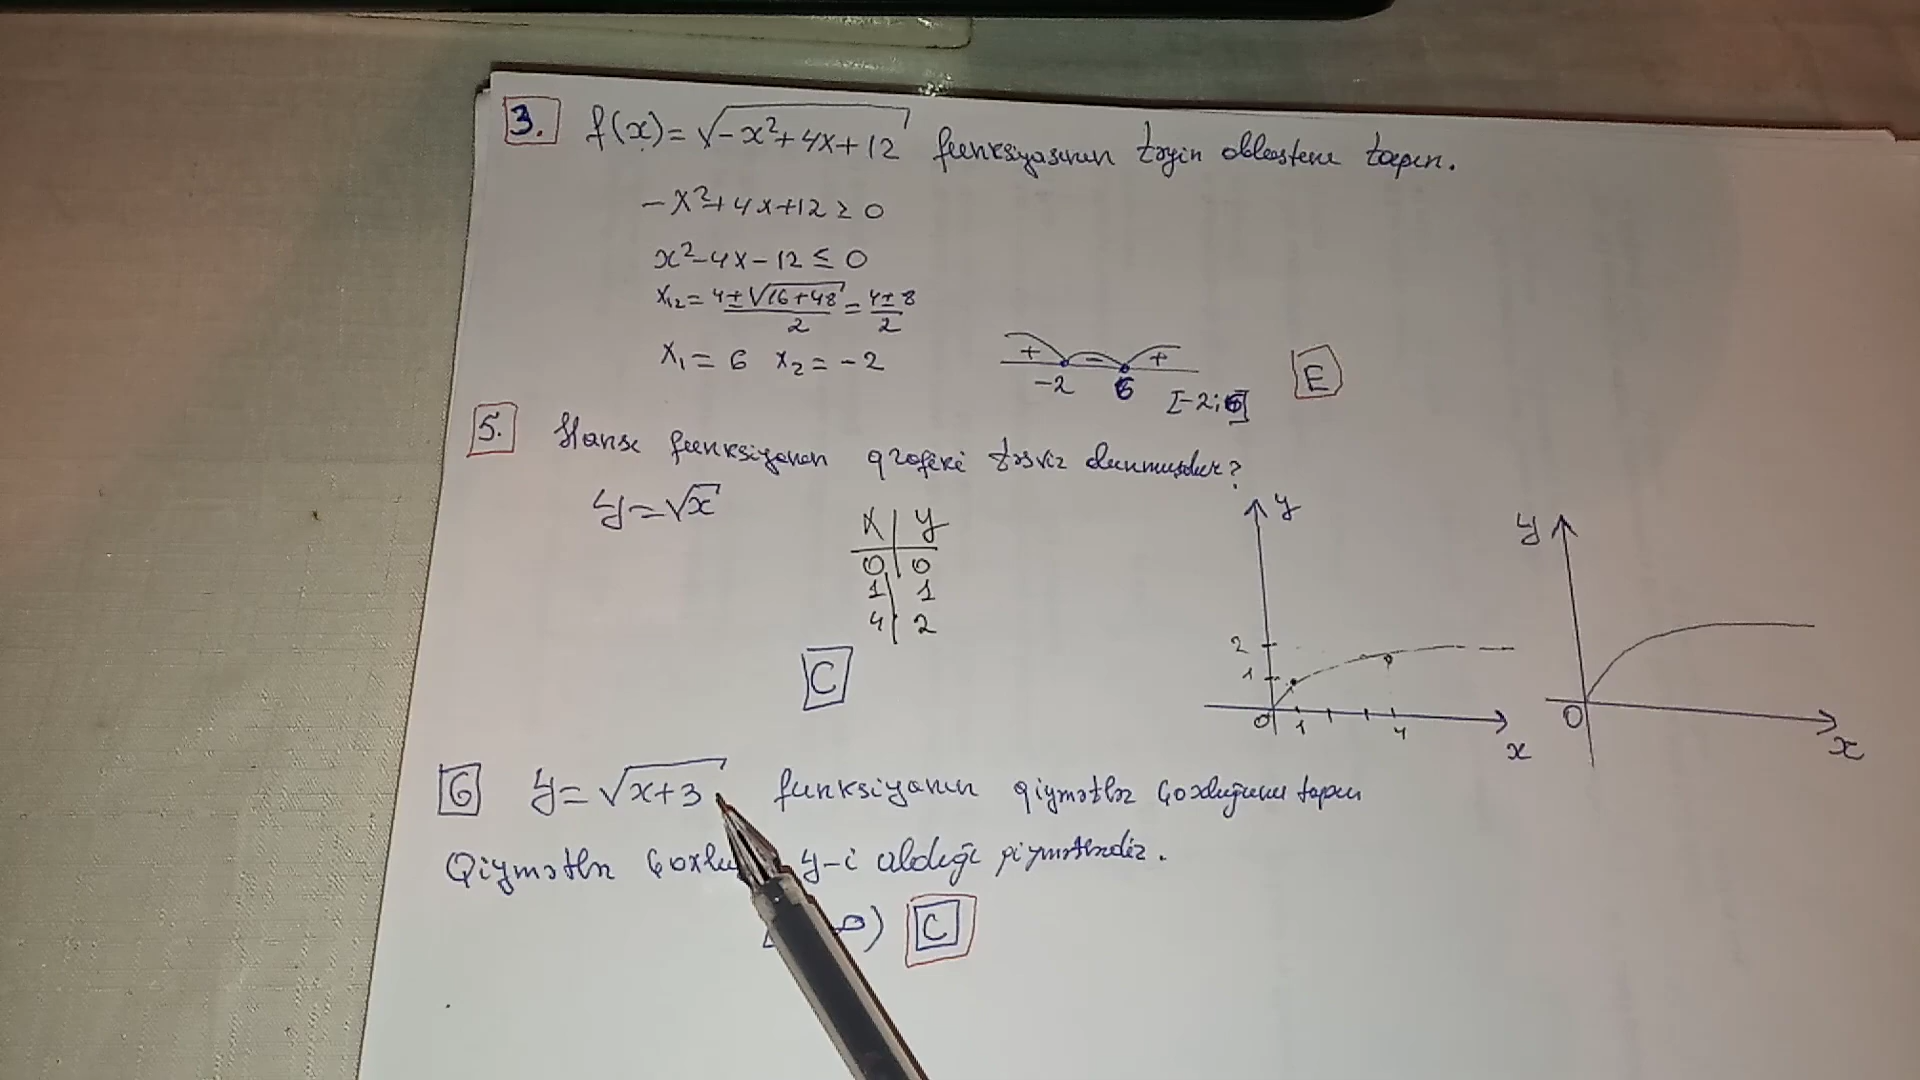 3. f(x)=√-x²+4x+12 funksiyasının təyin oblastını tapın.
-x²+4x+12≥0
x²-4x-12≤0
x₁,₂=4±√16+48/2=4±8/2
x₁=6 x₂=-2
+ - +
-2 6
[-2;6]
E
5. Hansı funksiyanın qrafiki təsvir olunmuşdur?
y=√x
x y
0 0
1 1
4 2
C
y
2
1
0 1 4 x
y
0 x
6 y=√x+3 funksiyanın qiymətlər çoxluğunu tapın
Qiymətlər y-i aldığı qiymətlərdir.
C